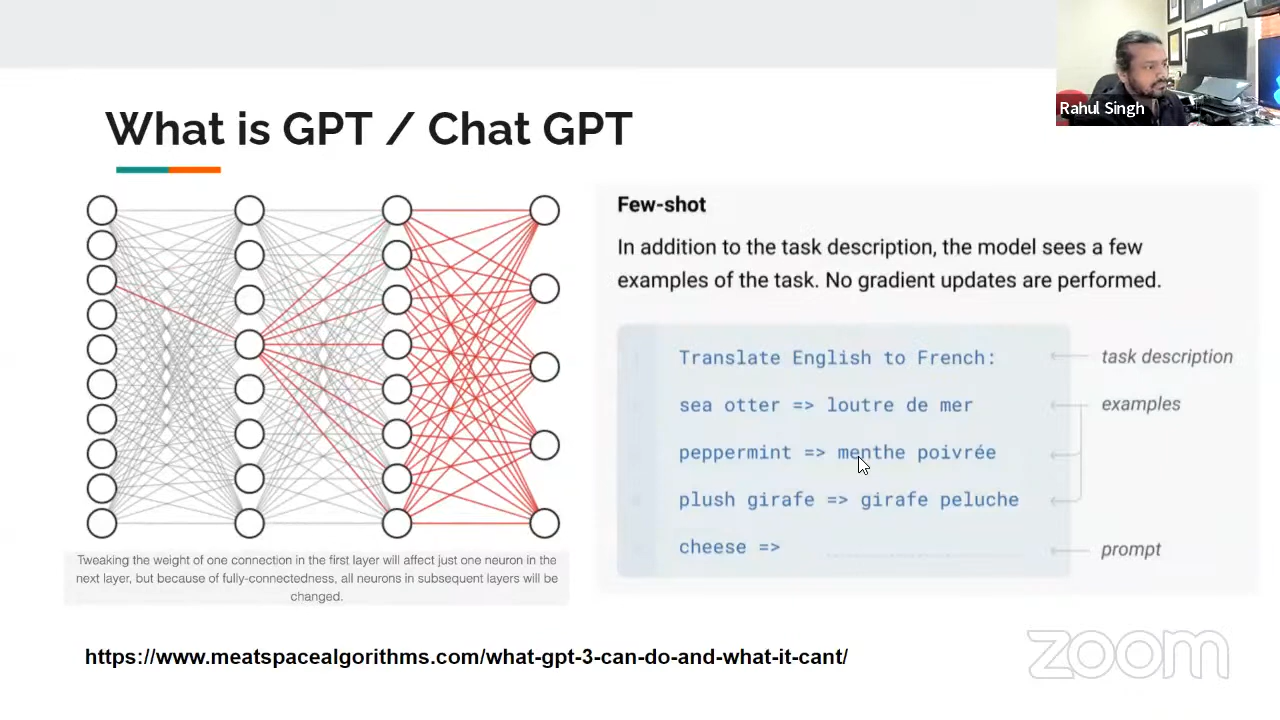 Rahul Singh
What is GPT / Chat GPT
Tweaking the weight of one connection in the first layer will affect just one neuron in the
next layer, but because of fully-connectedness, all neurons in subsequent layers will be
changed.
Few-shot
In addition to the task description, the model sees a few
examples of the task. No gradient updates are performed.
Translate English to French:
task description
sea otter => loutre de mer
examples
peppermint => menthe poivrée
plush girafe => girafe peluche
cheese =>
prompt
https://www.meatspacealgorithms.com/what-gpt-3-can-do-and-what-it-cant/
zoom